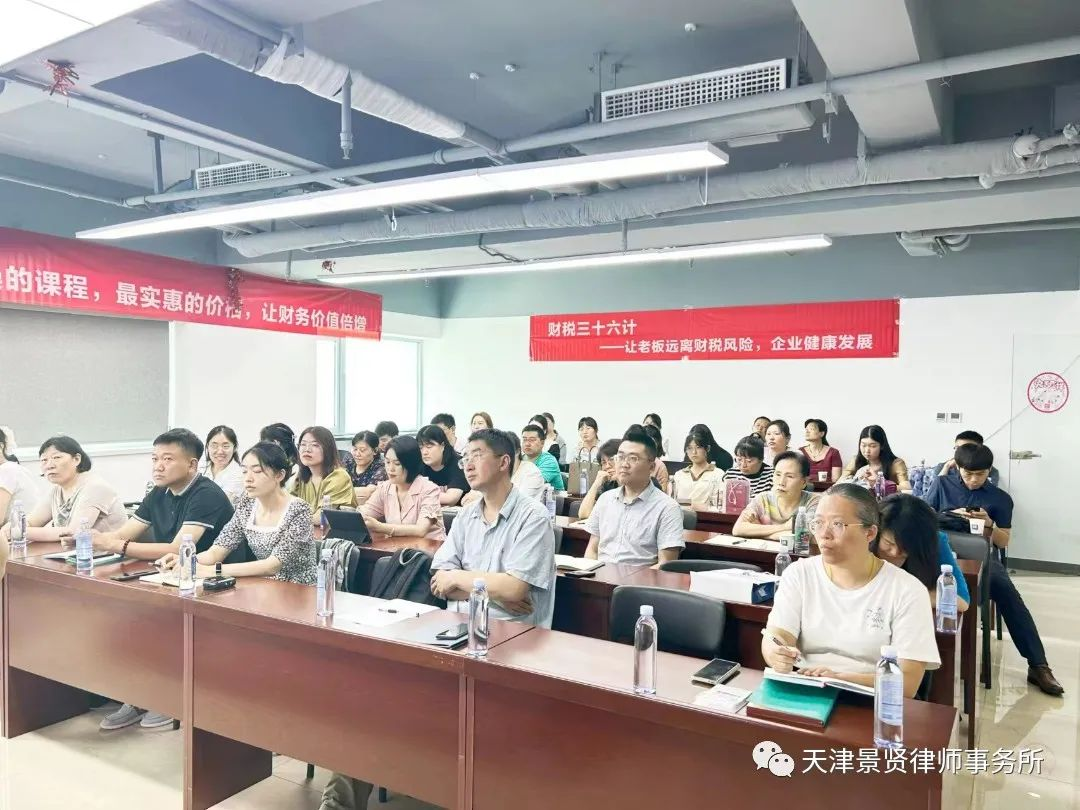 的课程，最实惠的价格，让财务价值倍增
财税三十六计
——让老板远离财税风险，企业健康发展
天津景贤律师事务所